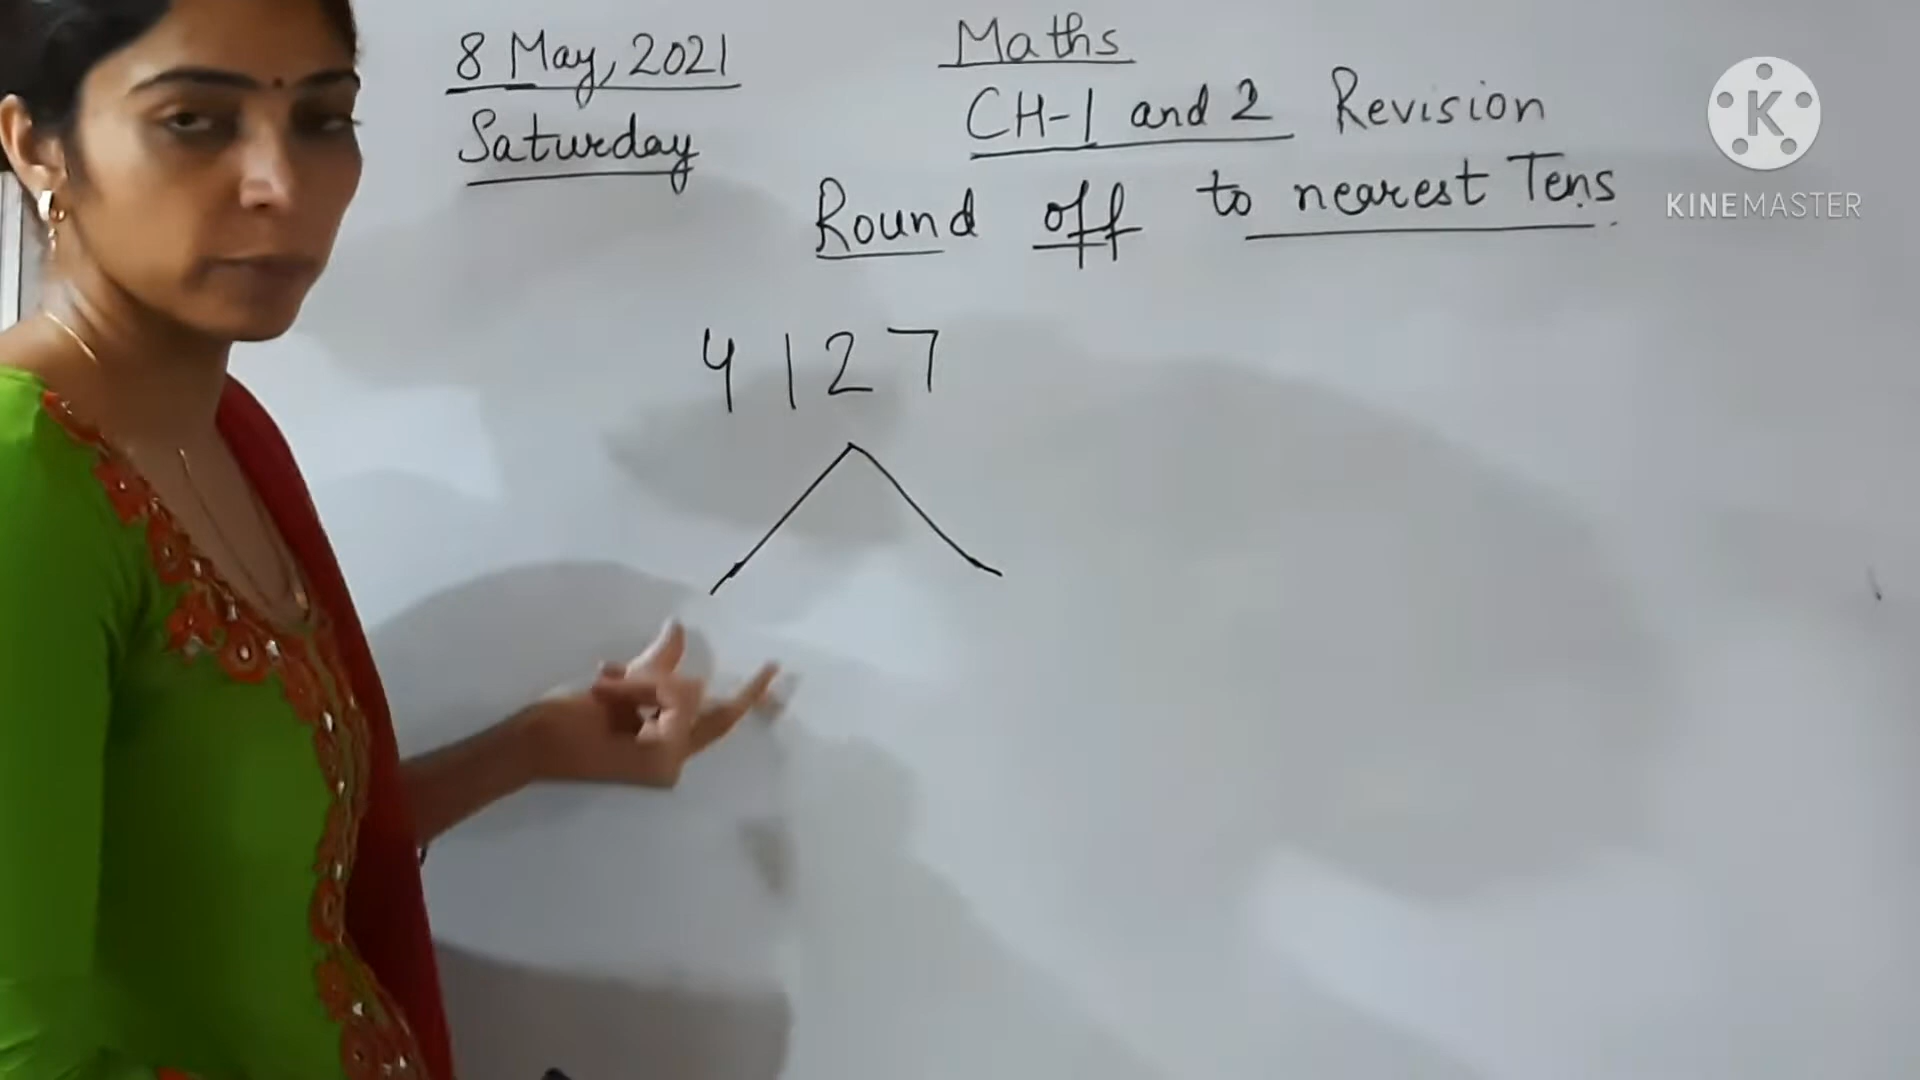 8 May, 2021
Saturday
Maths
CH-1 and 2 Revision
Round off to nearest Tens
4127
K
KINEMASTER